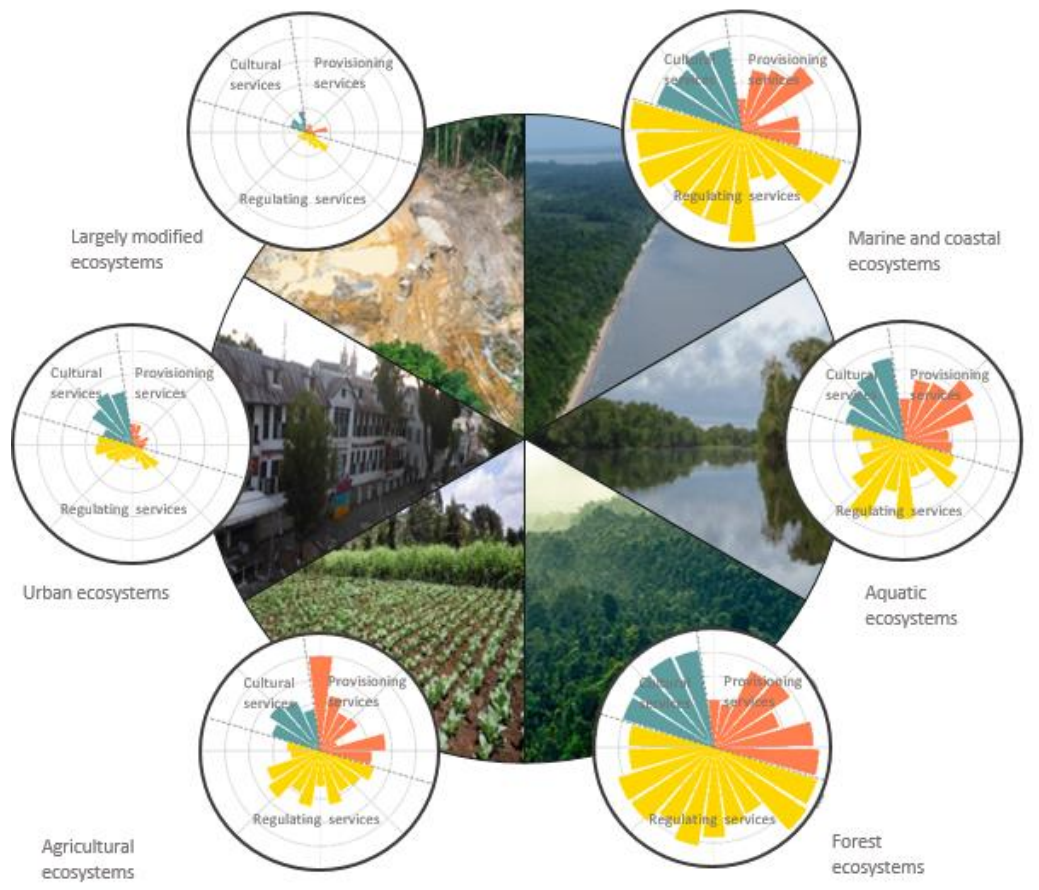 Cultural
services
Provisioning
services
Regulating services
Largely modified
ecosystems
Cultural
services
Provisioning
services
Regulating services
Marine and coastal
ecosystems
Cultural
services
Provisioning
services
Regulating services
Urban ecosystems
Cultural
services
Provisioning
services
Regulating services
Aquatic
ecosystems
Cultural
services
Provisioning
services
Regulating services
Agricultural
ecosystems
Cultural
services
Provisioning
services
Regulating services
Forest
ecosystems